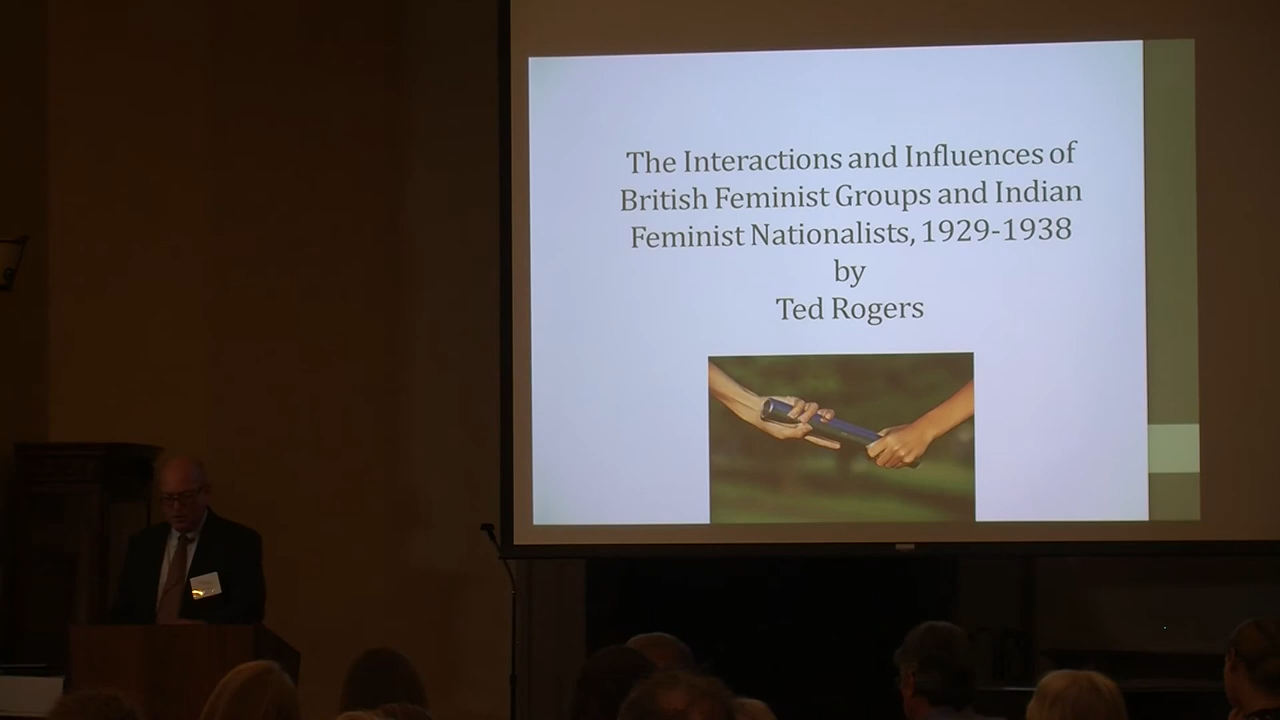 The Interactions and Influences of
British Feminist Groups and Indian
Feminist Nationalists, 1929-1938
by
Ted Rogers